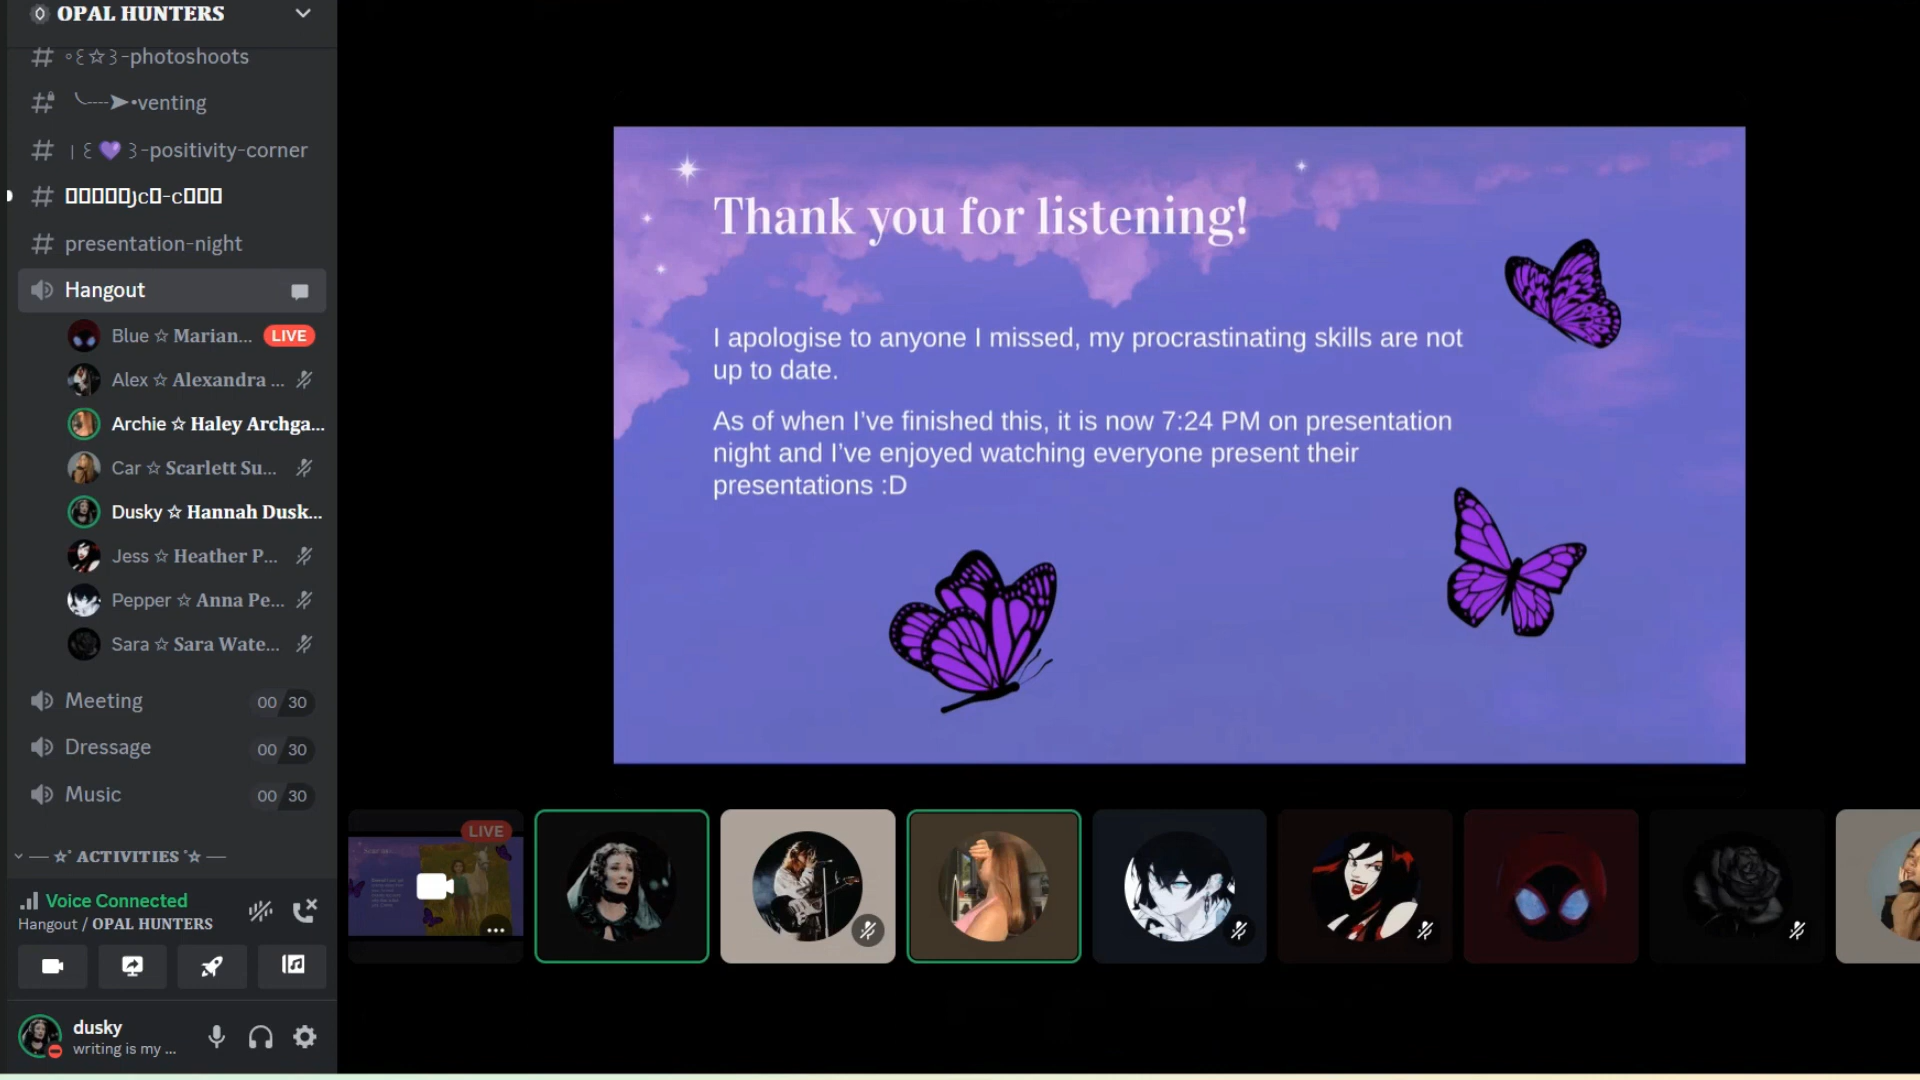 OPAL HUNTERS
-photoshoots
venting
-positivity-corner
presentation-night
Hangout
Blue ☆ Marian... LIVE
Alex ☆ Alexandra ...
Archie ☆ Haley Archga...
Car ☆ Scarlett Su...
Dusky ☆ Hannah Dusk...
Jess ☆ Heather P...
Pepper ☆ Anna Pe...
Sara ☆ Sara Wate...
Meeting 00 30
Dressage 00 30
Music 00 30
ACTIVITIES
Voice Connected
Hangout / OPAL HUNTERS
dusky
writing is my ...
Thank you for listening!
I apologise to anyone I missed, my procrastinating skills are not
up to date.
As of when I've finished this, it is now 7:24 PM on presentation
night and I've enjoyed watching everyone present their
presentations :D
LIVE